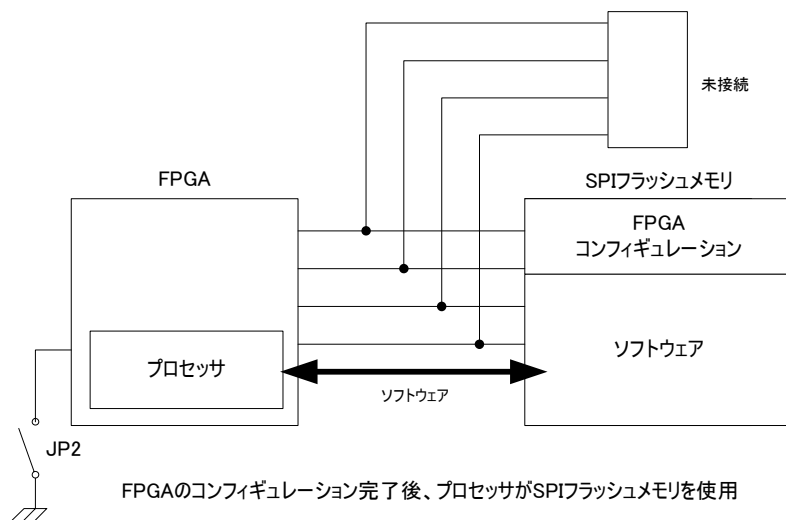 未接続
FPGA
SPIフラッシュメモリ
FPGA
コンフィギュレーション
プロセッサ
ソフトウェア
ソフトウェア
JP2
FPGAのコンフィギュレーション完了後、プロセッサがSPIフラッシュメモリを使用